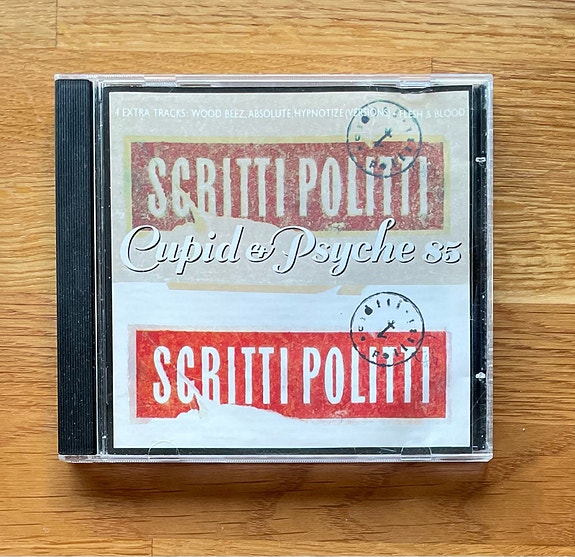 4 EXTRA TRACKS: WOOD BEEZ, ABSOLUTE HYPNOTIZE (VERSIONS) + FLESH & BLOOD
SCRITTI POLITTI
Cupid & Psyche 85
SCRITTI POLITTI